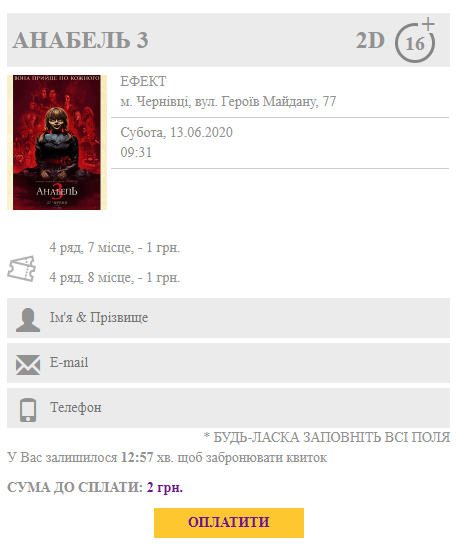 АНАБЕЛЬ 3 2D 16+
ВОНА ПРИЙДЕ ПО КОЖНОГО
АНАБЕЛЬ
3
ЕФЕКТ
м. Чернівці, вул. Героїв Майдану, 77
Субота, 13.06.2020
09:31
4 ряд, 7 місце, - 1 грн.
4 ряд, 8 місце, - 1 грн.
Ім'я & Прізвище
E-mail
Телефон
* БУДЬ-ЛАСКА ЗАПОВНІТЬ ВСІ ПОЛЯ
У Вас залишилося 12:57 хв. щоб забронювати квиток
СУМА ДО СПЛАТИ: 2 грн.
ОПЛАТИТИ